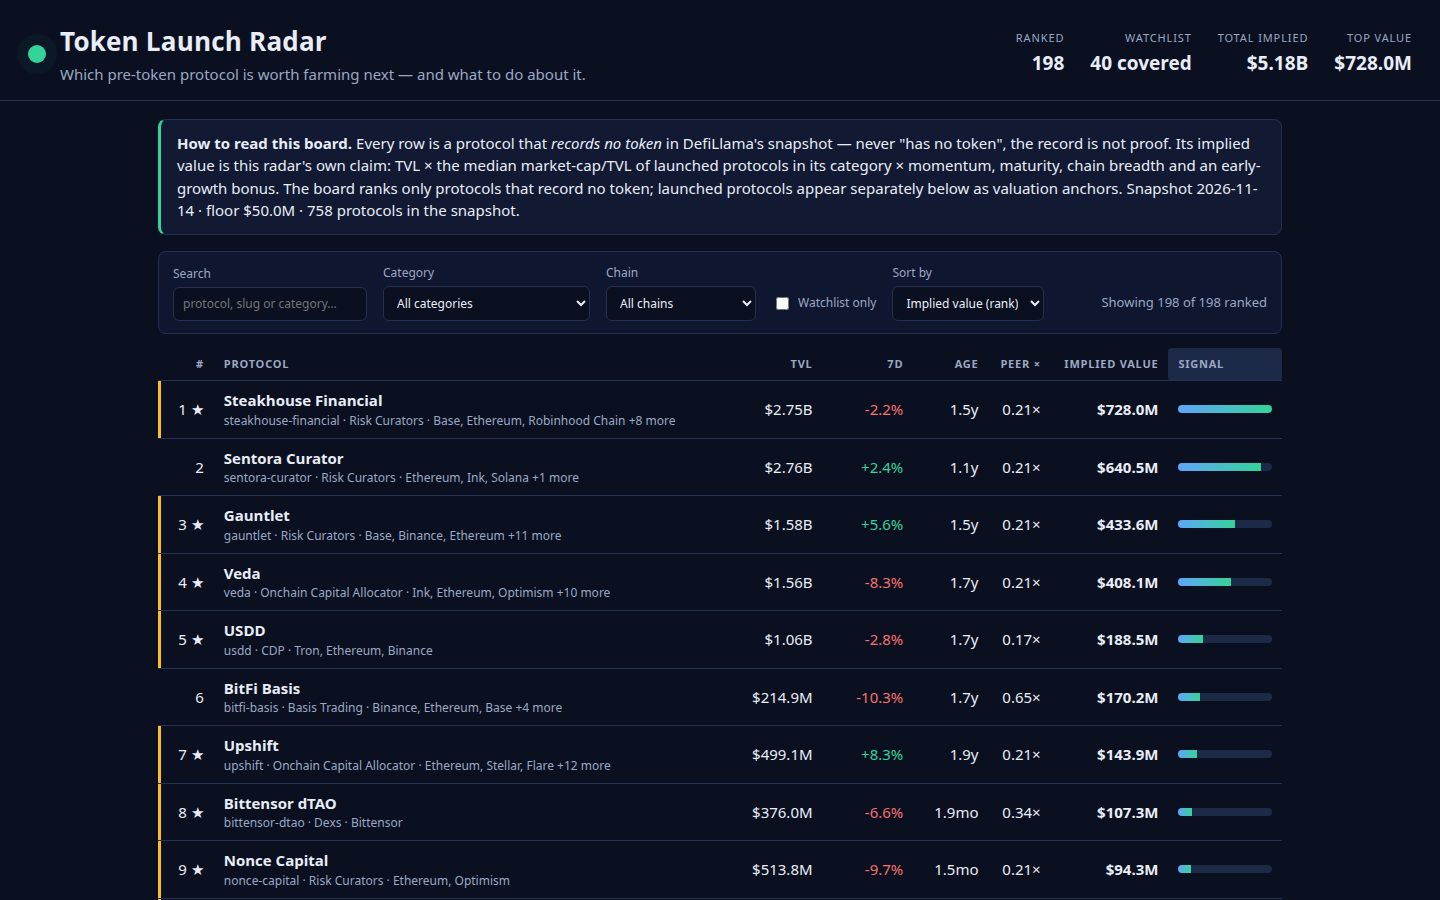 Token Launch Radar
Which pre-token protocol is worth farming next — and what to do about it.
RANKED
198
WATCHLIST
40 covered
TOTAL IMPLIED
$5.18B
TOP VALUE
$728.0M
How to read this board. Every row is a protocol that records no token in DefiLlama's snapshot — never "has no token", the record is not proof. Its implied
value is this radar's own claim: TVL × the median market-cap/TVL of launched protocols in its category × momentum, maturity, chain breadth and an early-
growth bonus. The board ranks only protocols that record no token; launched protocols appear separately below as valuation anchors. Snapshot 2026-11-
14 · floor $50.0M · 758 protocols in the snapshot.
Search
protocol, slug or category...
Category
All categories
Chain
All chains
Watchlist only
Sort by
Implied value (rank)
Showing 198 of 198 ranked
# PROTOCOL TVL 7D AGE PEER × IMPLIED VALUE SIGNAL
1 ★ Steakhouse Financial $2.75B -2.2% 1.5y 0.21× $728.0M
steakhouse-financial · Risk Curators · Base, Ethereum, Robinhood Chain +8 more
2 Sentora Curator $2.76B +2.4% 1.1y 0.21× $640.5M
sentora-curator · Risk Curators · Ethereum, Ink, Solana +1 more
3 ★ Gauntlet $1.58B +5.6% 1.5y 0.21× $433.6M
gauntlet · Risk Curators · Base, Binance, Ethereum +11 more
4 ★ Veda $1.56B -8.3% 1.7y 0.21× $408.1M
veda · Onchain Capital Allocator · Ink, Ethereum, Optimism +10 more
5 ★ USDD $1.06B -2.8% 1.7y 0.17× $188.5M
usdd · CDP · Tron, Ethereum, Binance
6 BitFi Basis $214.9M -10.3% 1.7y 0.65× $170.2M
bitfi-basis · Basis Trading · Binance, Ethereum, Base +4 more
7 ★ Upshift $499.1M +8.3% 1.9y 0.21× $143.9M
upshift · Onchain Capital Allocator · Ethereum, Stellar, Flare +12 more
8 ★ Bittensor dTAO $376.0M -6.6% 1.9mo 0.34× $107.3M
bittensor-dtao · Dexs · Bittensor
9 ★ Nonce Capital $513.8M -9.7% 1.5mo 0.21× $94.3M
nonce-capital · Risk Curators · Ethereum, Optimism